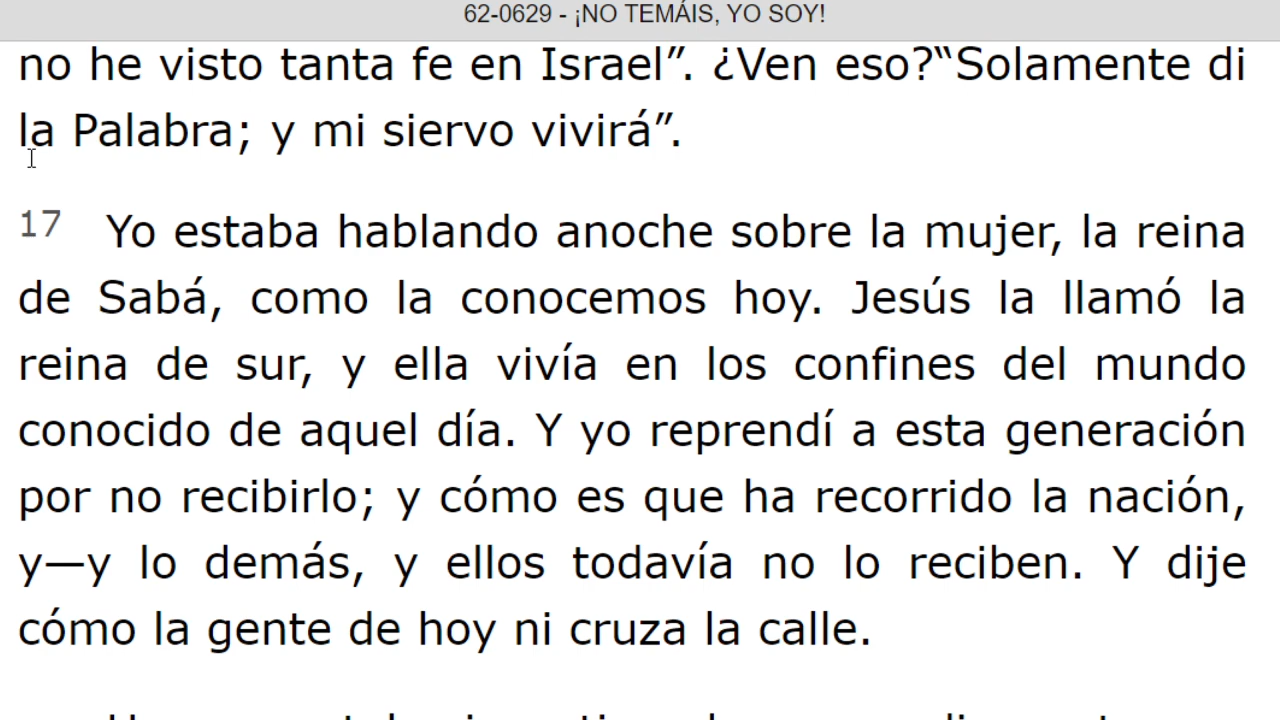 62-0629 - ¡NO TEMÁIS, YO SOY!
no he visto tanta fe en Israel”. ¿Ven eso?“Solamente di
la Palabra; y mi siervo vivirá”.
17 Yo estaba hablando anoche sobre la mujer, la reina
de Sabá, como la conocemos hoy. Jesús la llamó la
reina de sur, y ella vivía en los confines del mundo
conocido de aquel día. Y yo reprendí a esta generación
por no recibirlo; y cómo es que ha recorrido la nación,
y—y lo demás, y ellos todavía no lo reciben. Y dije
cómo la gente de hoy ni cruza la calle.